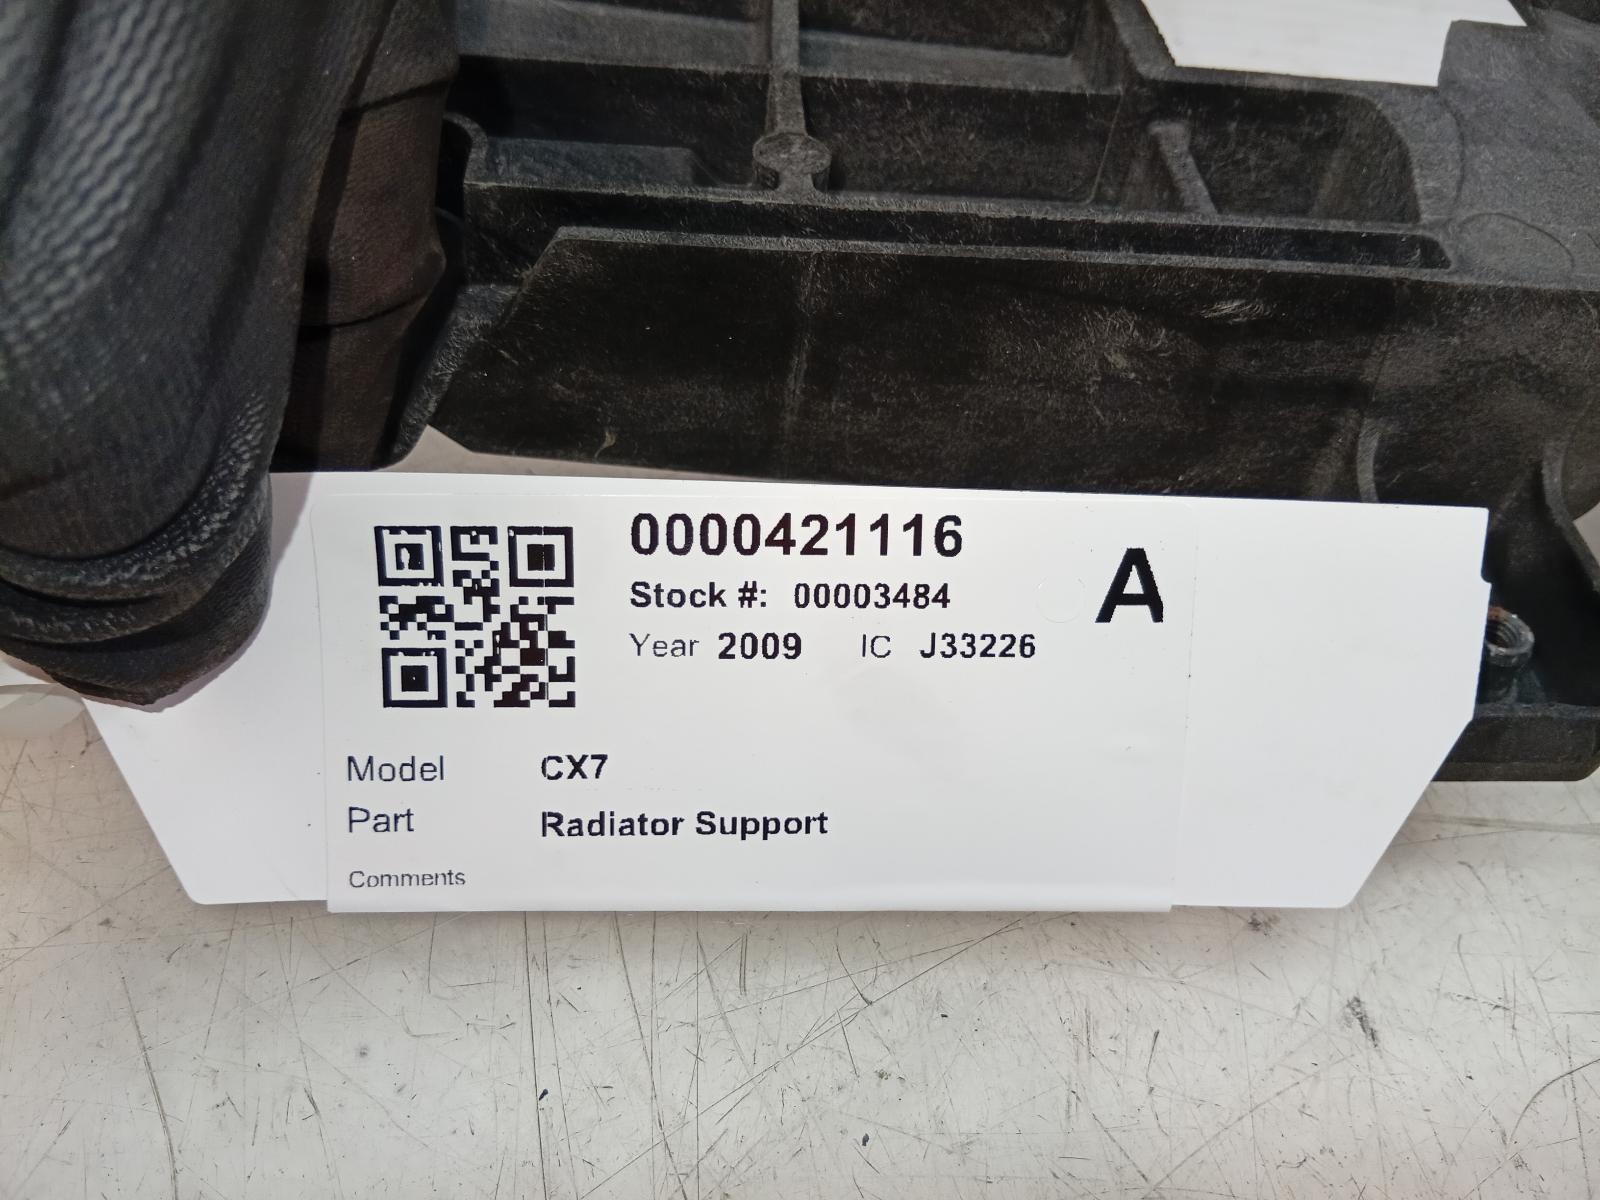 0000421116
A
Stock #: 00003484
Year 2009 IC J33226
Model CX7
Part Radiator Support
Comments